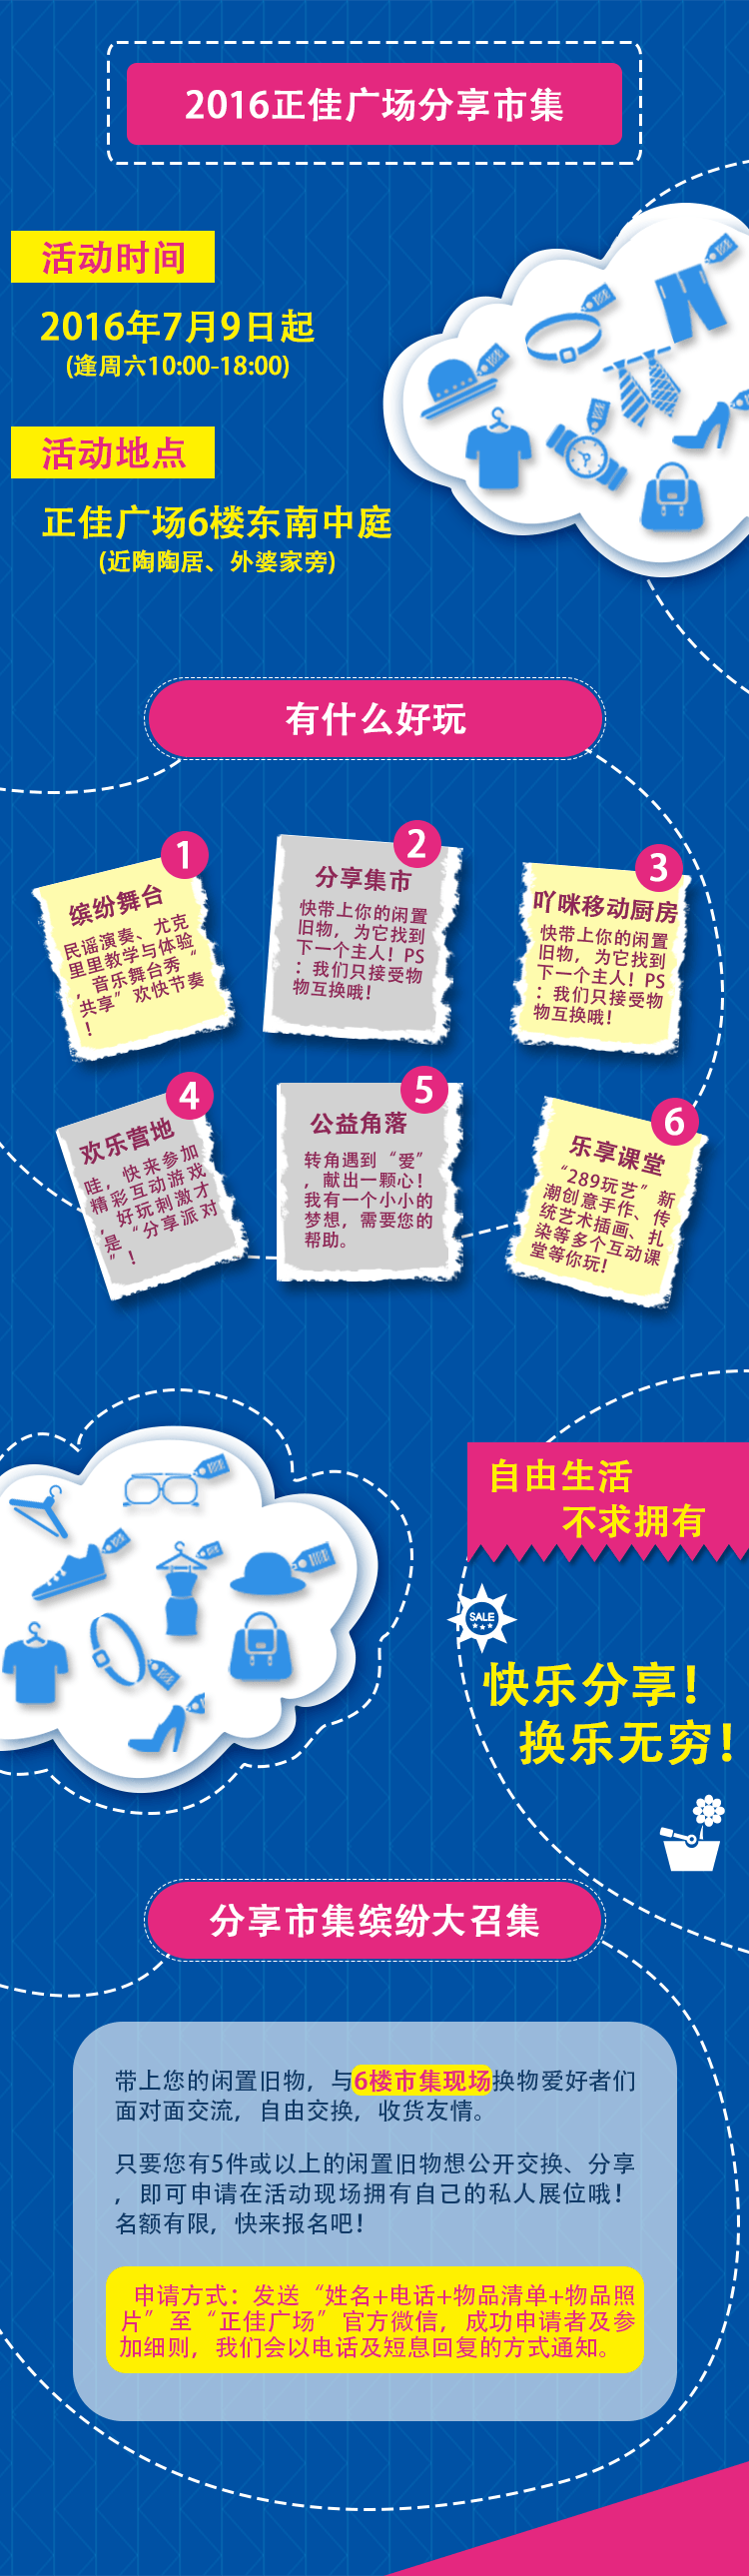 2016正佳广场分享市集
活动时间
2016年7月9日起
(逢周六10:00-18:00)
活动地点
正佳广场6楼东南中庭
(近陶陶居、外婆家旁)
有什么好玩
1
缤纷舞台
民谣演奏、尤克
里里教学与体验
，音乐舞台秀“
共享”欢快节奏
！
2
分享集市
快带上你的闲置
旧物，为它找到
下一个主人！PS
：我们只接受物
物互换哦！
3
吖咪移动厨房
快带上你的闲置
旧物，为它找到
下一个主人！PS
：我们只接受物
物互换哦！
4
欢乐营地
哇，快来参加
精彩互动游戏
，好玩刺激才
是“分享派对
”！
5
公益角落
转角遇到“爱”
，献出一颗心！
我有一个小小的
梦想，需要您的
帮助。
6
乐享课堂
“289玩艺”新
潮创意手作、传
统艺术插画、扎
染等多个互动课
堂等你玩！
自由生活
不求拥有
SALE
快乐分享！
换乐无穷！
分享市集缤纷大召集
带上您的闲置旧物，与6楼市集现场换物爱好者们
面对面交流，自由交换，收货友情。
只要您有5件或以上的闲置旧物想公开交换、分享
，即可申请在活动现场拥有自己的私人展位哦！
名额有限，快来报名吧！
申请方式：发送“姓名+电话+物品清单+物品照
片”至“正佳广场”官方微信，成功申请者及参
加细则，我们会以电话及短息回复的方式通知。